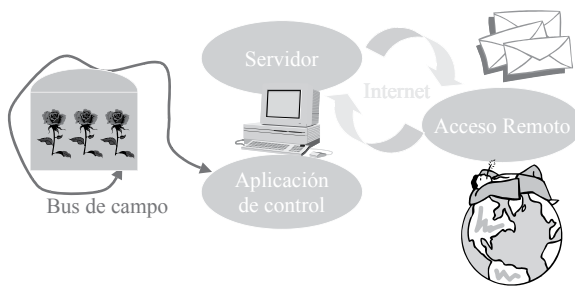 Servidor
Internet
Acceso Remoto
Aplicación
de control
Bus de campo